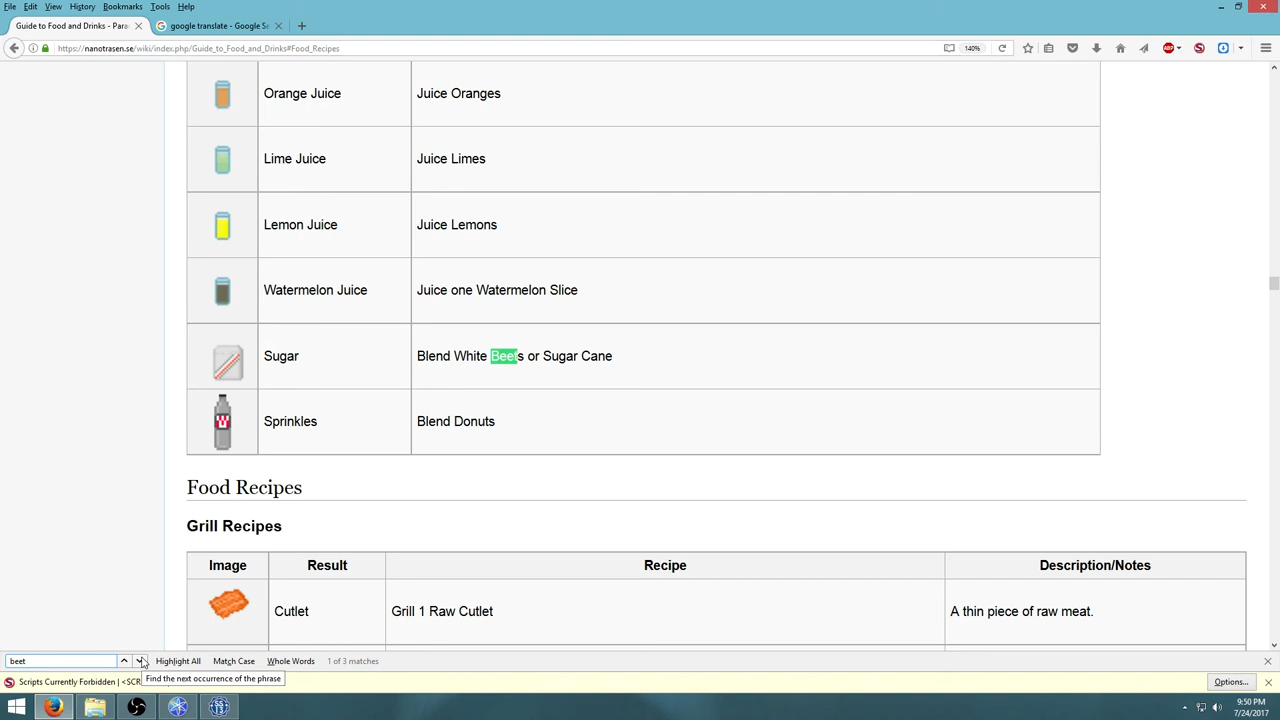 File Edit View History Bookmarks Tools Help
Guide to Food and Drinks - Para
google translate - Google Se
https://nanotrasen.se/wiki/index.php/Guide_to_Food_and_Drinks#Food_Recipes
140%
ABP
Orange Juice Juice Oranges
Lime Juice Juice Limes
Lemon Juice Juice Lemons
Watermelon Juice Juice one Watermelon Slice
Sugar Blend White Beets or Sugar Cane
Sprinkles Blend Donuts
Food Recipes
Grill Recipes
Image Result Recipe Description/Notes
Cutlet Grill 1 Raw Cutlet A thin piece of raw meat.
beet Highlight All Match Case Whole Words 1 of 3 matches
Find the next occurrence of the phrase
Scripts Currently Forbidden | <SCR
Options...
9:50 PM
7/24/2017